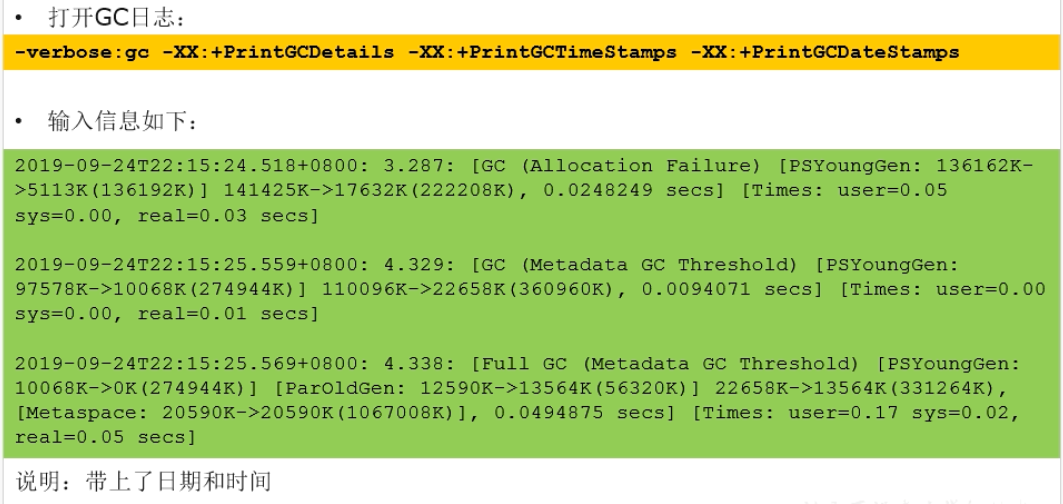 • 打开GC日志：
-verbose:gc -XX:+PrintGCDetails -XX:+PrintGCTimeStamps -XX:+PrintGCDateStamps
• 输入信息如下：
2019-09-24T22:15:24.518+0800: 3.287: [GC (Allocation Failure) [PSYoungGen: 136162K-
>5113K(136192K)] 141425K->17632K(222208K), 0.0248249 secs] [Times: user=0.05
sys=0.00, real=0.03 secs]
2019-09-24T22:15:25.559+0800: 4.329: [GC (Metadata GC Threshold) [PSYoungGen:
97578K->10068K(274944K)] 110096K->22658K(360960K), 0.0094071 secs] [Times: user=0.00
sys=0.00, real=0.01 secs]
2019-09-24T22:15:25.569+0800: 4.338: [Full GC (Metadata GC Threshold) [PSYoungGen:
10068K->0K(274944K)] [ParOldGen: 12590K->13564K(56320K)] 22658K->13564K(331264K),
[Metaspace: 20590K->20590K(1067008K)], 0.0494875 secs] [Times: user=0.17 sys=0.02,
real=0.05 secs]
说明：带上了日期和时间